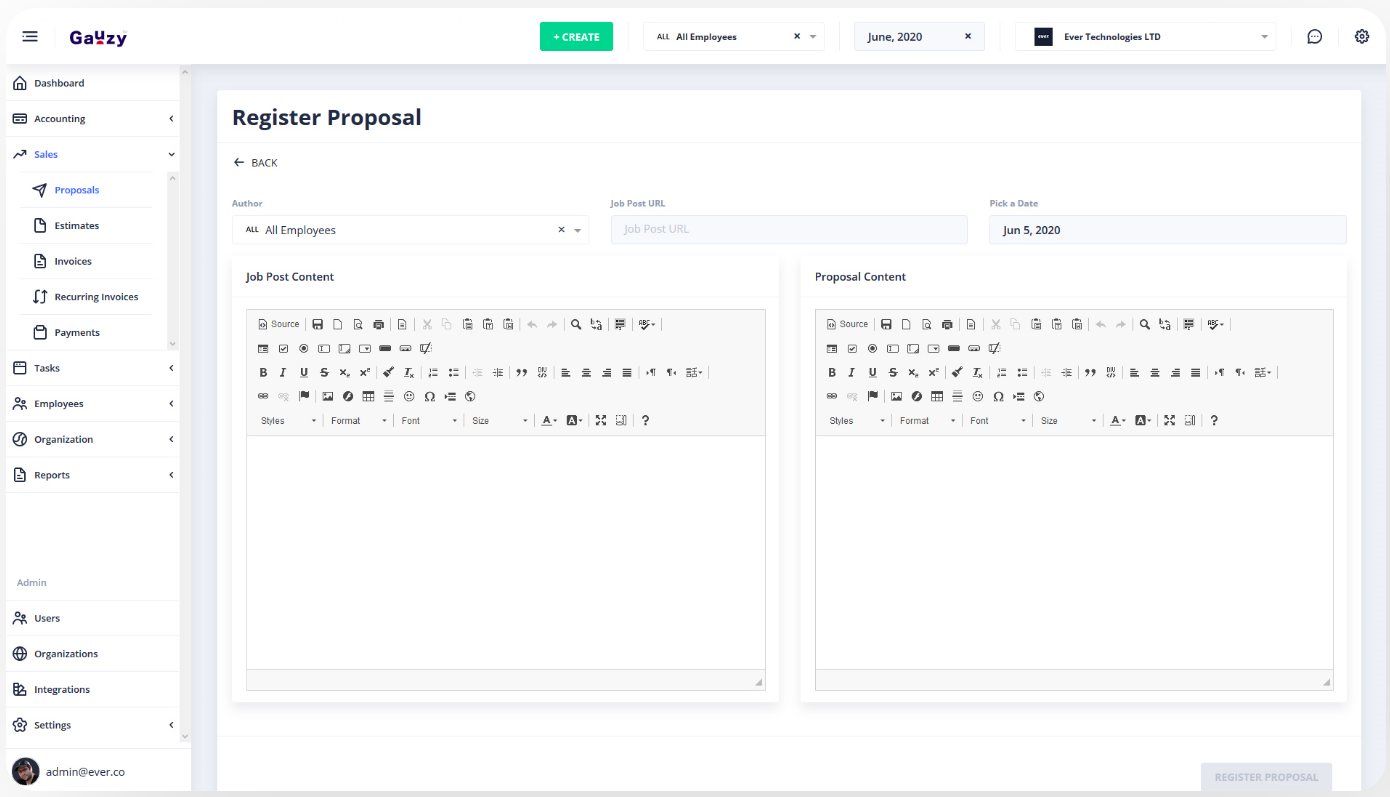 Gauzy
+ CREATE
ALL All Employees
June, 2020
ever
Ever Technologies LTD
Dashboard
Accounting
Sales
Proposals
Estimates
Invoices
Recurring Invoices
Payments
Tasks
Employees
Organization
Reports
Admin
Users
Organizations
Integrations
Settings
admin@ever.co
Register Proposal
BACK
Author
ALL All Employees
Job Post URL
Job Post URL
Pick a Date
Jun 5, 2020
Job Post Content
Source
Styles Format Font Size
Proposal Content
Source
Styles Format Font Size
REGISTER PROPOSAL